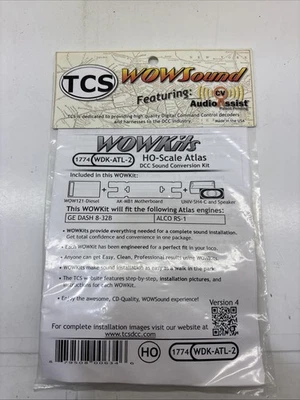 TCS
WOWSound
Featuring:
CV
Audio Assist
TCS is dedicated to providing high quality Digital Command Control decoders
and harnesses to the DCC industry.
Made in the USA
WOWKits
1774 WDK-ATL-2
HO-Scale Atlas
DCC Sound Conversion Kit
Included in this WOWKit:
WOW121-Diesel
AK-MB1 Motherboard
UNIV-SH4-C and Speaker
This WOWKit will fit the following Atlas engines:
GE DASH 8-32B
ALCO RS-1
• WOWKits provide everything needed for a complete sound installation.
Get total confidence and convenience in one package.
• Each WOWKit has been engineered for a perfect fit in your loco.
• Anyone can get Easy, Clean, Professional results using WOWKits
• WOWKits make sound installation as easy as a walk in the park.
• The TCS website features step-by-step, installation pictures, and
instructions for each WOWKit.
• Enjoy the awesome, CD Quality, WOWSound experience!
Version 4
For complete installation images visit our website at
www.tcsdcc.com
HO
1774 WDK-ATL-2